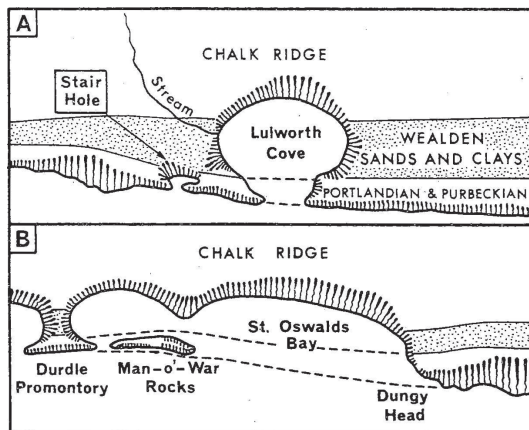 A
CHALK RIDGE
Stair
Hole
Stream
Lulworth
Cove
WEALDEN
SANDS AND CLAYS
PORTLANDIAN & PURBECKIAN
B
CHALK RIDGE
St. Oswalds
Bay
Durdle
Promontory
Man-o'-War
Rocks
Dungy
Head